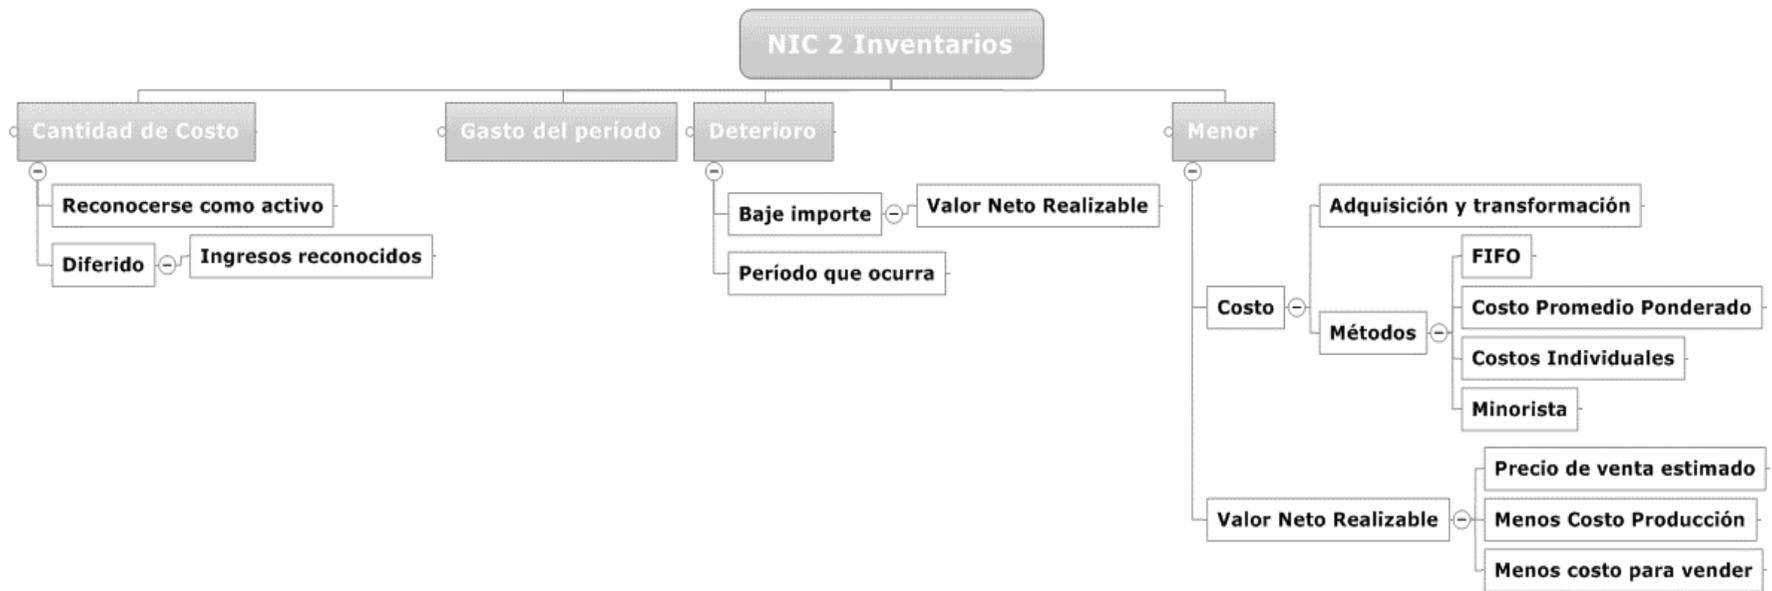 NIC 2 Inventarios
Cantidad de Costo
Reconocerse como activo
Diferido
Ingresos reconocidos
Gasto del período
Deterioro
Baje importe
Valor Neto Realizable
Período que ocurra
Menor
Costo
Adquisición y transformación
Métodos
FIFO
Costo Promedio Ponderado
Costos Individuales
Minorista
Valor Neto Realizable
Precio de venta estimado
Menos Costo Producción
Menos costo para vender